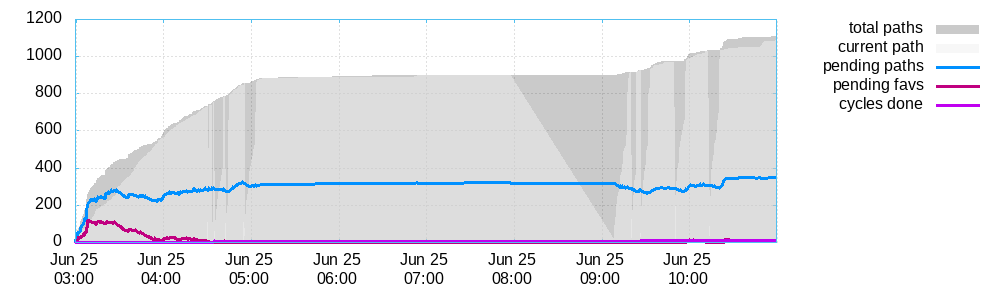 1200
1000
800
600
400
200
0
Jun 25 Jun 25 Jun 25 Jun 25 Jun 25 Jun 25 Jun 25 Jun 25
03:00 04:00 05:00 06:00 07:00 08:00 09:00 10:00
total paths
current path
pending paths
pending favs
cycles done